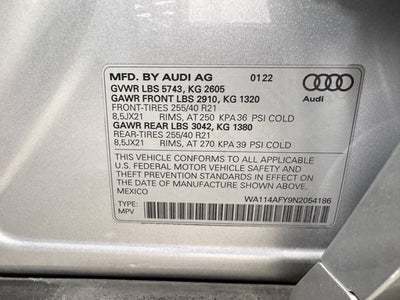 MFD. BY AUDI AG 01 22
GVWR LBS 5743, KG 2605
GAWR FRONT LBS 2910, KG 1320
FRONT-TIRES 255/40 R21
8,5JX21 RIMS, AT 250 KPA 36 PSI COLD
GAWR REAR LBS 3042, KG 1380
REAR-TIRES 255/40 R21
8,5JX21 RIMS, AT 270 KPA 39 PSI COLD
Audi
THIS VEHICLE CONFORMS TO ALL APPLICABLE
U.S. FEDERAL MOTOR VEHICLE SAFETY AND
THEFT PREVENTION STANDARDS IN EFFECT ON
THE DATE OF MANUFACTURE SHOWN ABOVE.
MEXICO
WA114AFY9N2054186
TYPE:
MPV